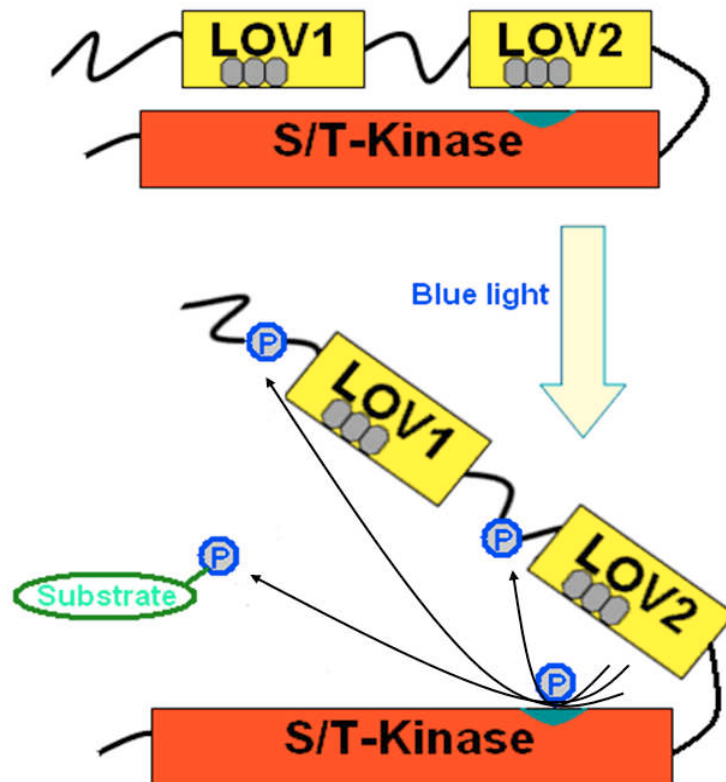 LOV1
LOV2
S/T-Kinase
Blue light
P
LOV1
P
LOV2
P
Substrate
P
S/T-Kinase